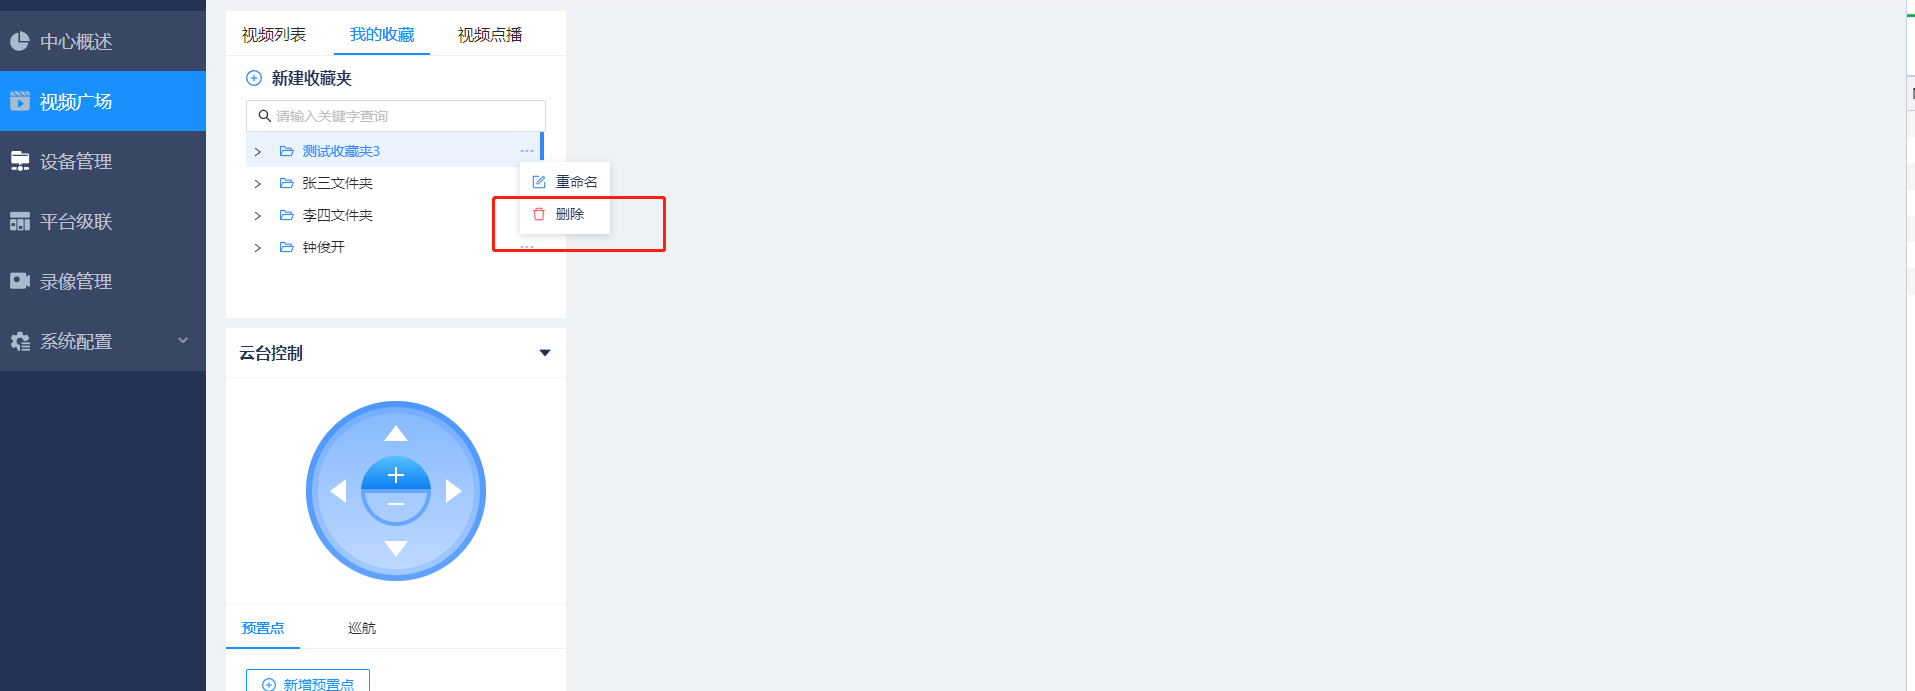 中心概述
视频广场
设备管理
平台级联
录像管理
系统配置
视频列表 我的收藏 视频点播
新建收藏夹
请输入关键字查询
测试收藏夹3
张三文件夹
李四文件夹
钟俊开
重命名
删除
云台控制
预置点 巡航
新增预置点